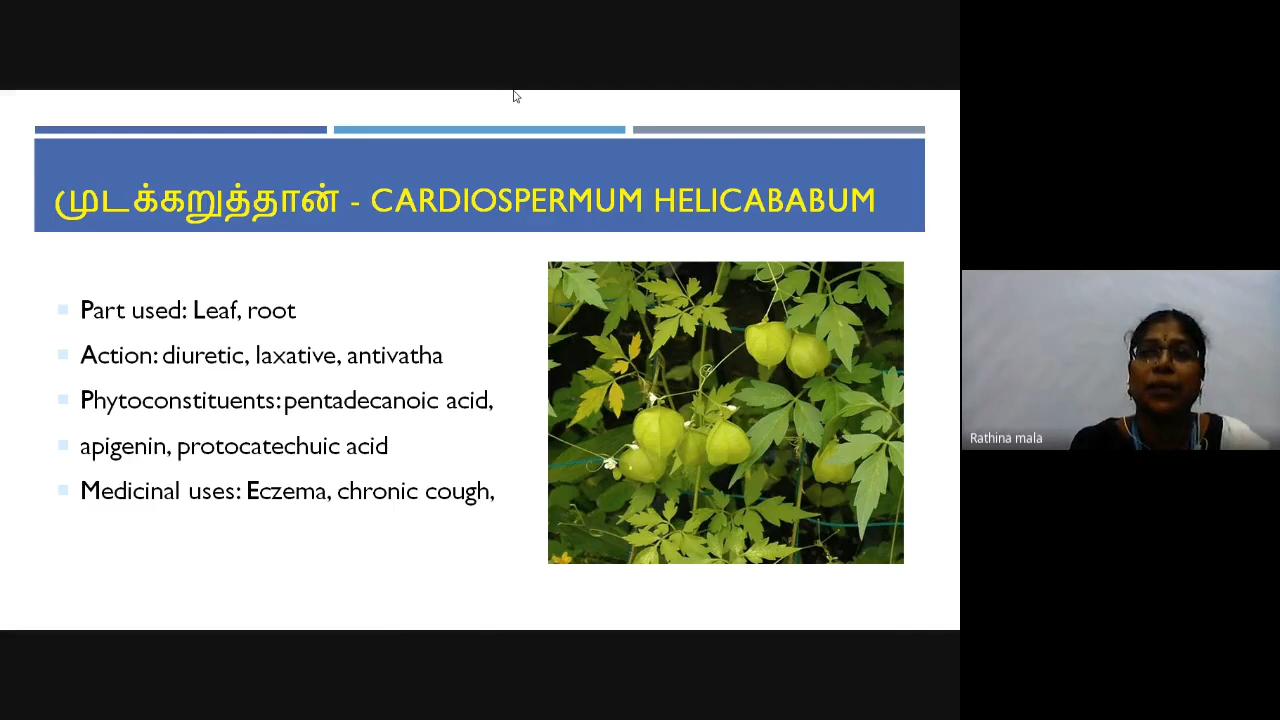 முடக்கறுத்தான் - CARDIOSPERMUM HELICABABUM
Part used: Leaf, root
Action: diuretic, laxative, antivatha
Phytoconstituents: pentadecanoic acid,
apigenin, protocatechuic acid
Medicinal uses: Eczema, chronic cough,
Rathina mala